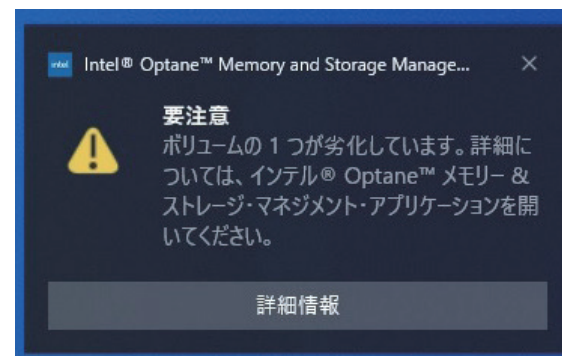 intel Intel® Optane™ Memory and Storage Manage...
要注意
ボリュームの 1 つが劣化しています。詳細に
ついては、インテル® Optane™ メモリー &
ストレージ・マネジメント・アプリケーションを開
いてください。
詳細情報